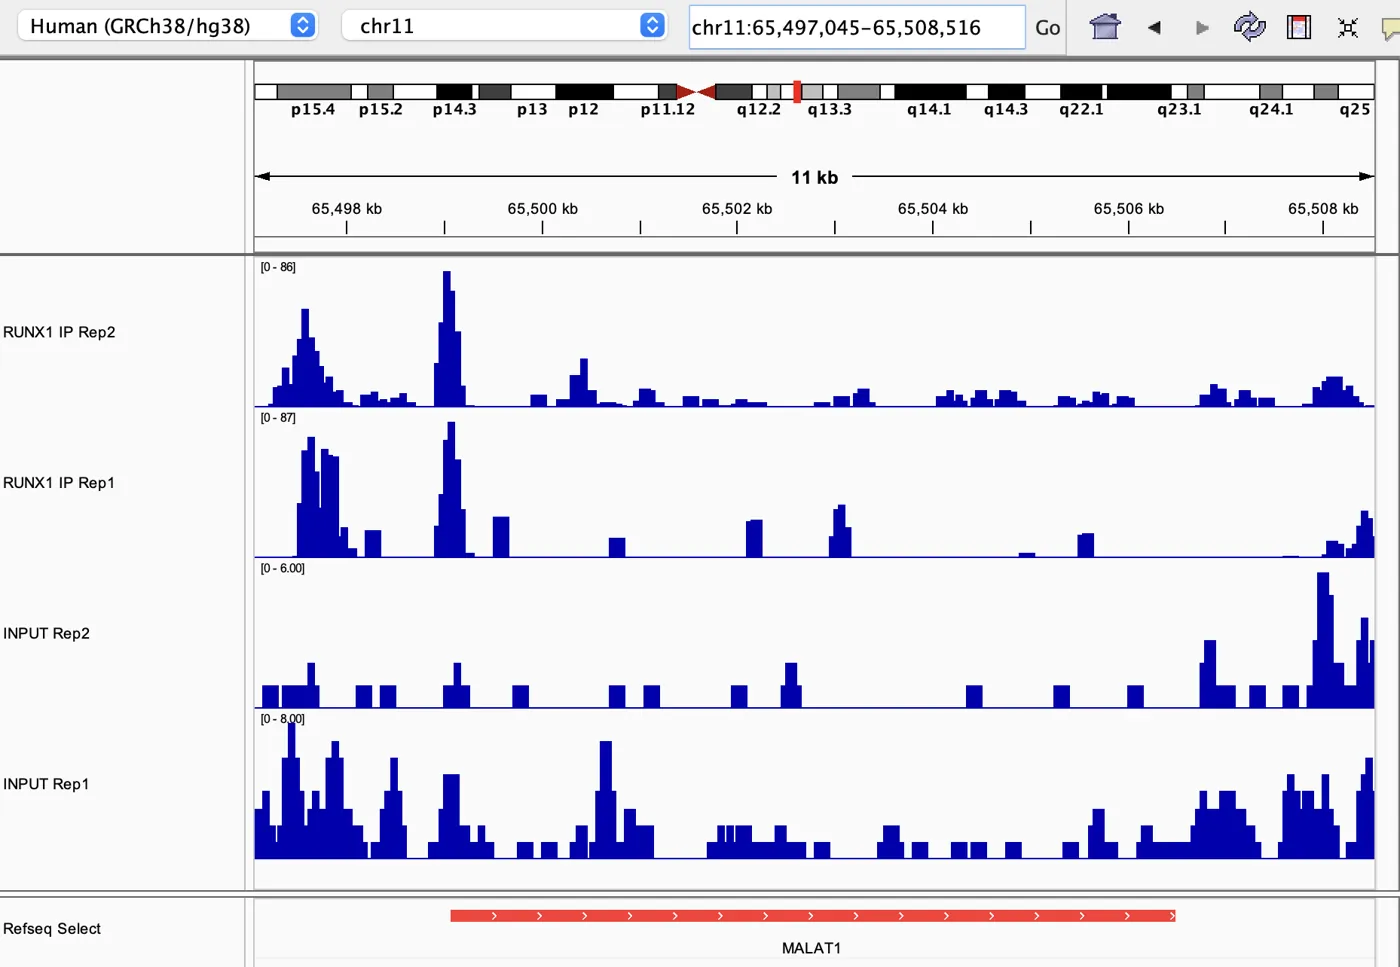 Human (GRCh38/hg38) chr11 chr11:65,497,045-65,508,516 Go
p15.4 p15.2 p14.3 p13 p12 p11.12 q12.2 q13.3 q14.1 q14.3 q22.1 q23.1 q24.1 q25
11 kb
65,498 kb 65,500 kb 65,502 kb 65,504 kb 65,506 kb 65,508 kb
[0 - 86]
RUNX1 IP Rep2
[0 - 87]
RUNX1 IP Rep1
[0 - 6.00]
INPUT Rep2
[0 - 8.00]
INPUT Rep1
Refseq Select
MALAT1